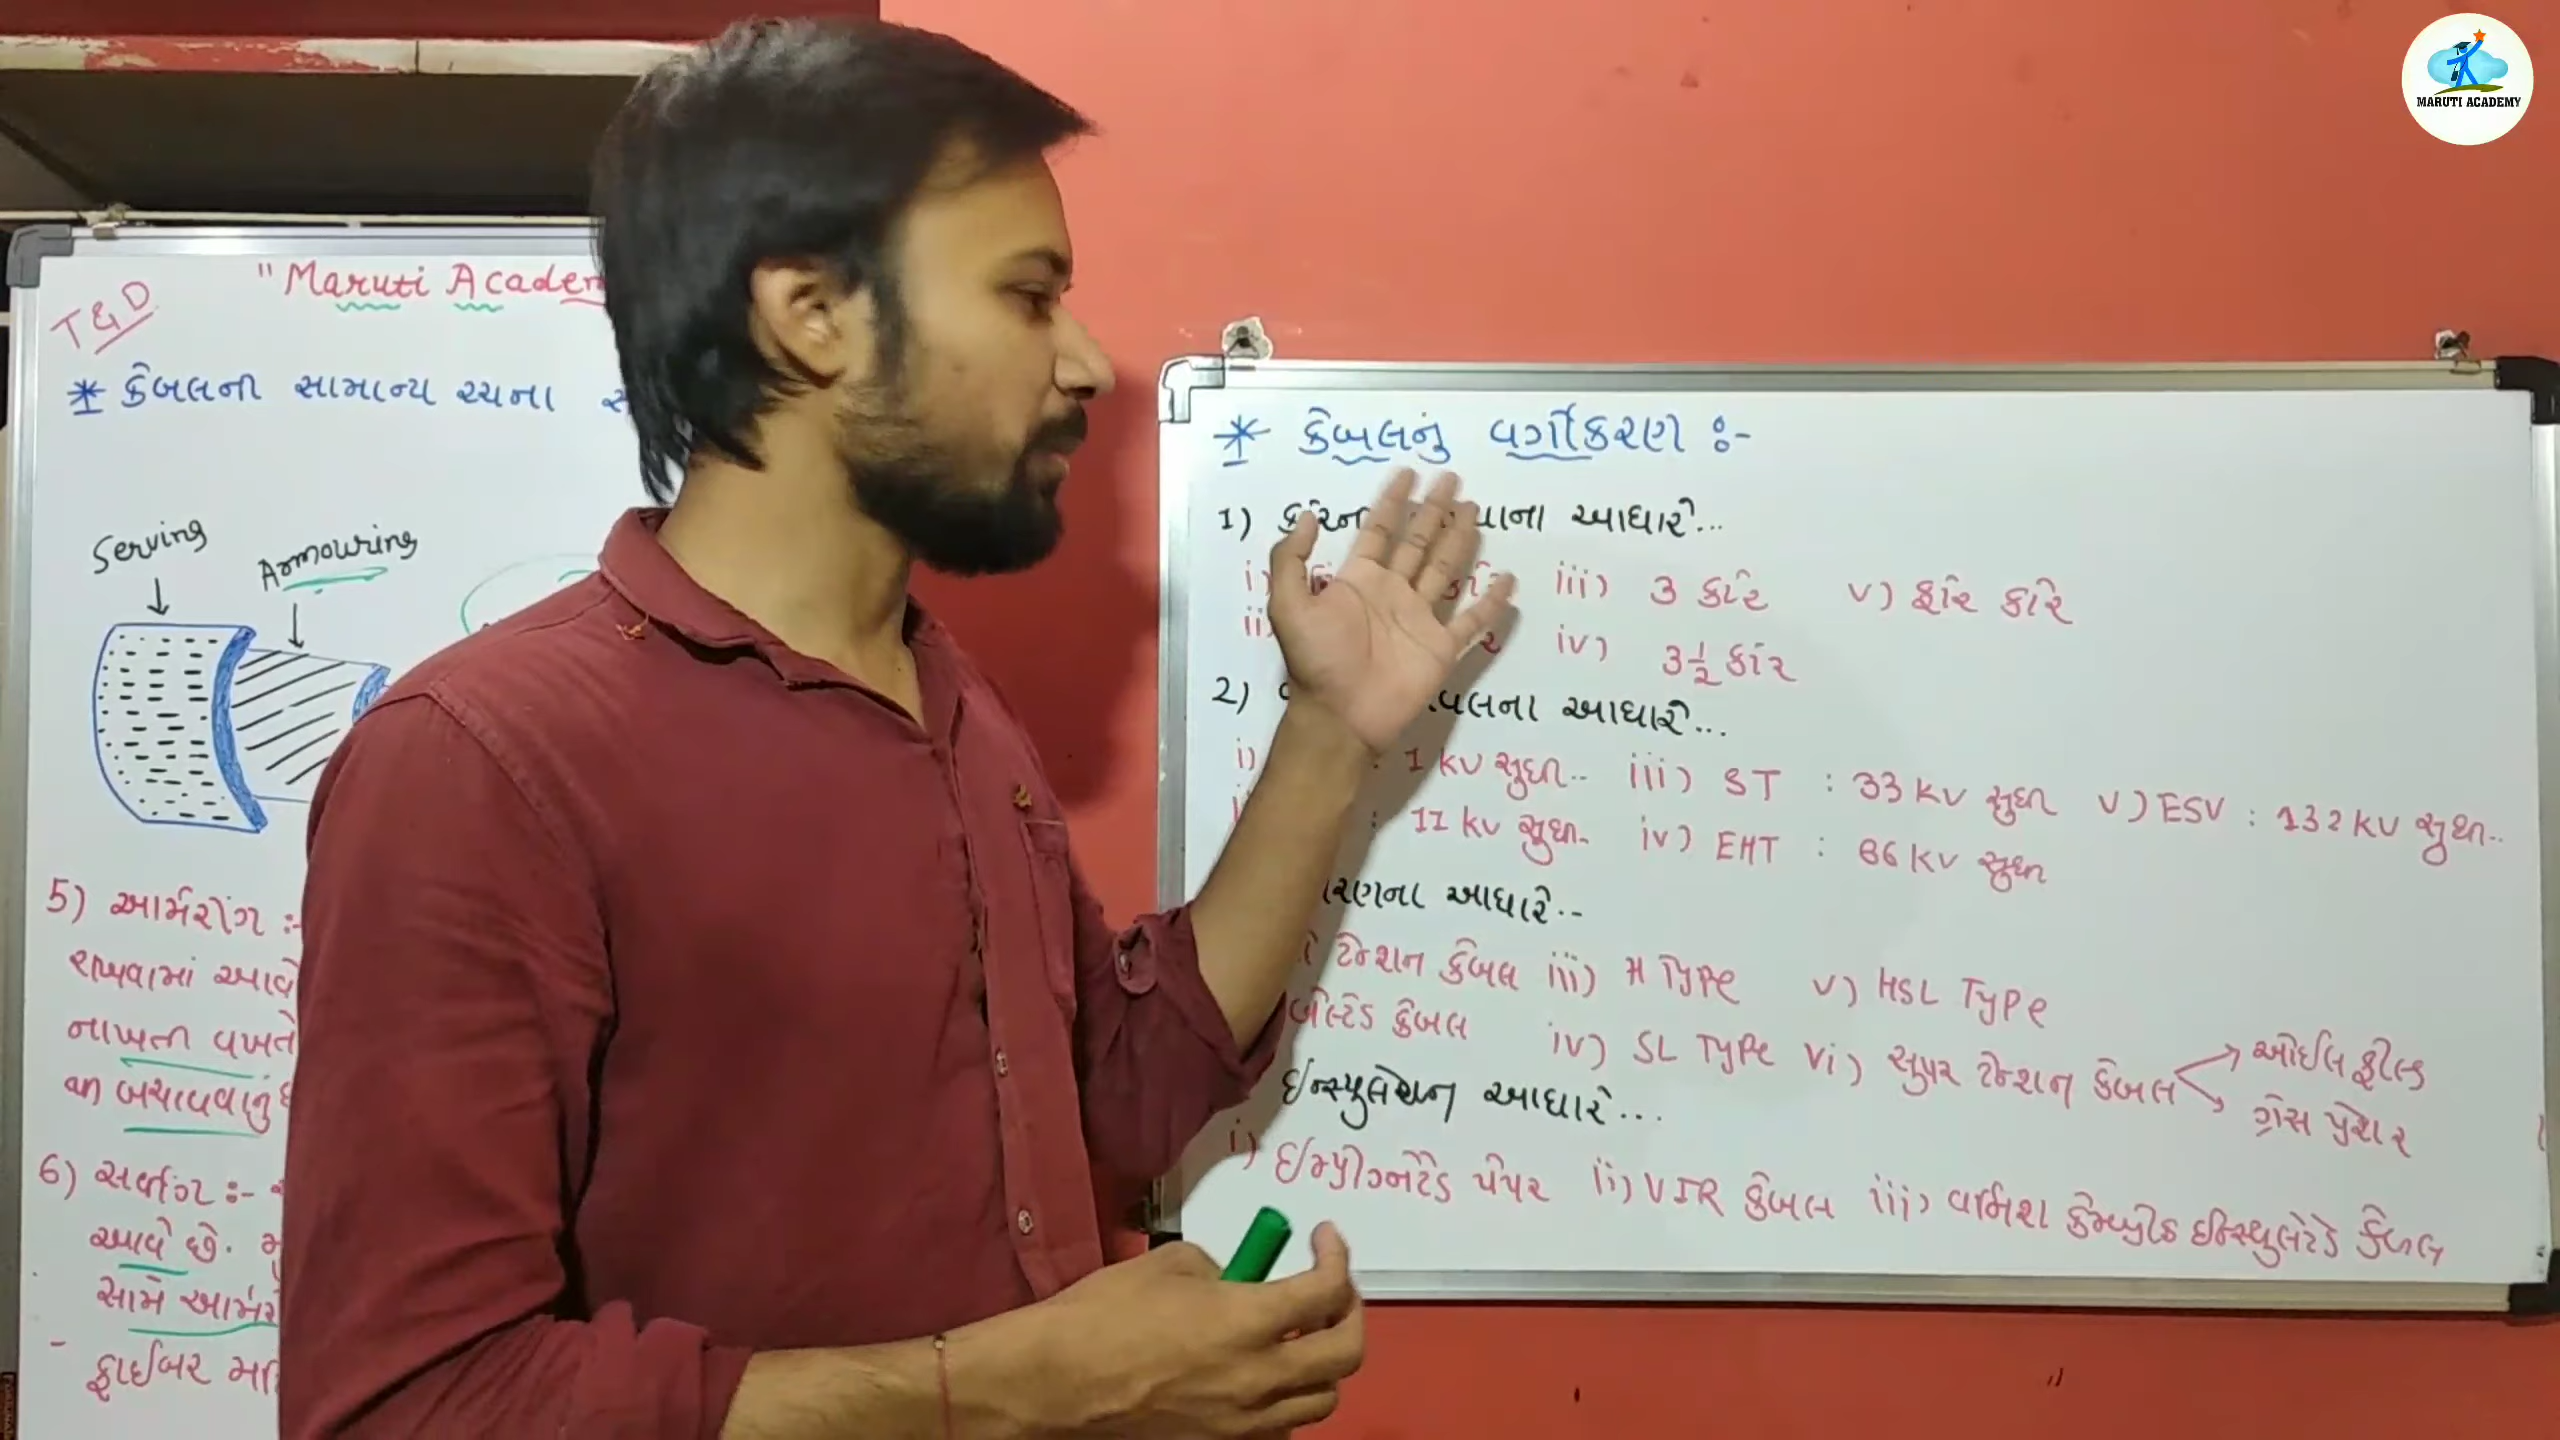 MARUTI ACADEMY
T & D
"Maruti Academ
* કેબલની સામાન્ય રચના
Serving
Armouring
5) આર્મરીંગ :-
રાખવામાં આવે
નાખતી વખતે
બચાવવાનું
6) સર્વીંગ :-
આવે છે.
સામે આર્મર
ફાઈબર
* કેબલનું વર્ગીકરણ :-
1) આધારે...
i) iii) 3 કોર v) ફોર કોર
ii) iv) 3½ કોર
2) આધારે...
i) : 1 KV સુધી.. iii) ST : 33 KV સુધી v) ESV : 132 KV સુધી..
: 11 KV સુધી.. iv) EHT : 66 KV સુધી
આધારે..-
ટેન્શન કેબલ iii) H Type v) HSL Type
બેલ્ટેડ કેબલ iv) SL Type vi) સુપર ટેન્શન કેબલ
ઓઈલ ફીલ્ડ
ગેસ પ્રેશર
ઈન્સ્યુલેશન આધારે...
i) ઈમ્પ્રીગ્નેટેડ પેપર ii) VIR કેબલ iii) વાર્નિશ કેમ્બ્રીક ઈન્સ્યુલેટેડ કેબલ